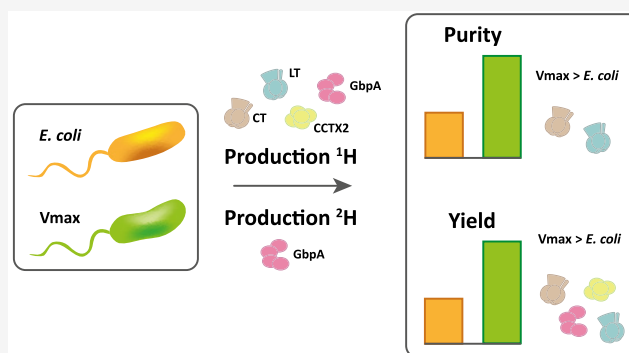 E. coli
Vmax
LT
GbpA
CT
CCTX2
Production ¹H
Production ²H
GbpA
Purity
Vmax > E. coli
Yield
Vmax > E. coli